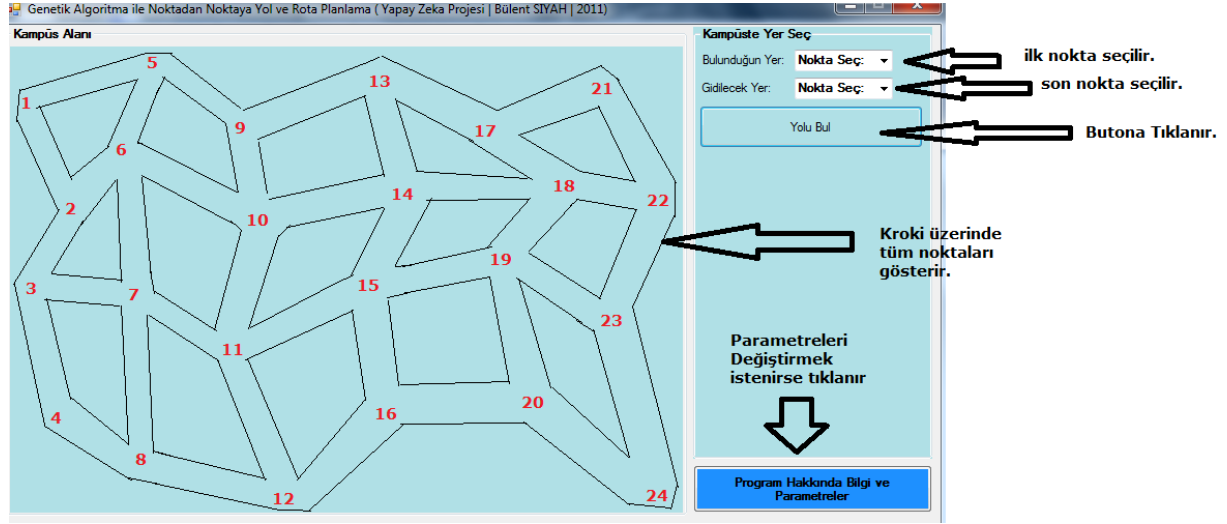 Genetik Algoritma ile Noktadan Noktaya Yol ve Rota Planlama ( Yapay Zeka Projesi | Bülent SIYAH | 2011)
Kampüs Alanı
1
2
3
4
5
6
7
8
9
10
11
12
13
14
15
16
17
18
19
20
21
22
23
24
Kampüste Yer Seç
Bulunduğun Yer: Nokta Seç:
Gidilecek Yer: Nokta Seç:
Yolu Bul
ilk nokta seçilir.
son nokta seçilir.
Butona Tıklanır.
Kroki üzerinde
tüm noktaları
gösterir.
Parametreleri
Değiştirmek
istenirse tıklanır
Program Hakkında Bilgi ve
Parametreler